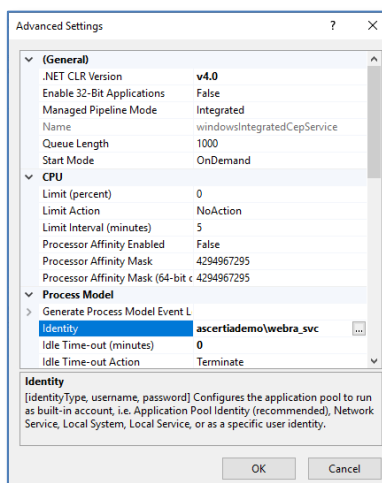 Advanced Settings ? ×
(General)
.NET CLR Version v4.0
Enable 32-Bit Applications False
Managed Pipeline Mode Integrated
Name windowsIntegratedCepService
Queue Length 1000
Start Mode OnDemand
CPU
Limit (percent) 0
Limit Action NoAction
Limit Interval (minutes) 5
Processor Affinity Enabled False
Processor Affinity Mask 4294967295
Processor Affinity Mask (64-bit c 4294967295
Process Model
Generate Process Model Event L
Identity ascertiademo\webra_svc ...
Idle Time-out (minutes) 0
Idle Time-out Action Terminate
Identity
[identityType, username, password] Configures the application pool to run
as built-in account, i.e. Application Pool Identity (recommended), Network
Service, Local System, Local Service, or as a specific user identity.
OK Cancel